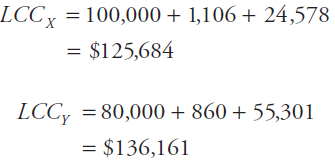 LCC_X = 100,000 + 1,106 + 24,578
= $125,684
LCC_Y = 80,000 + 860 + 55,301
= $136,161